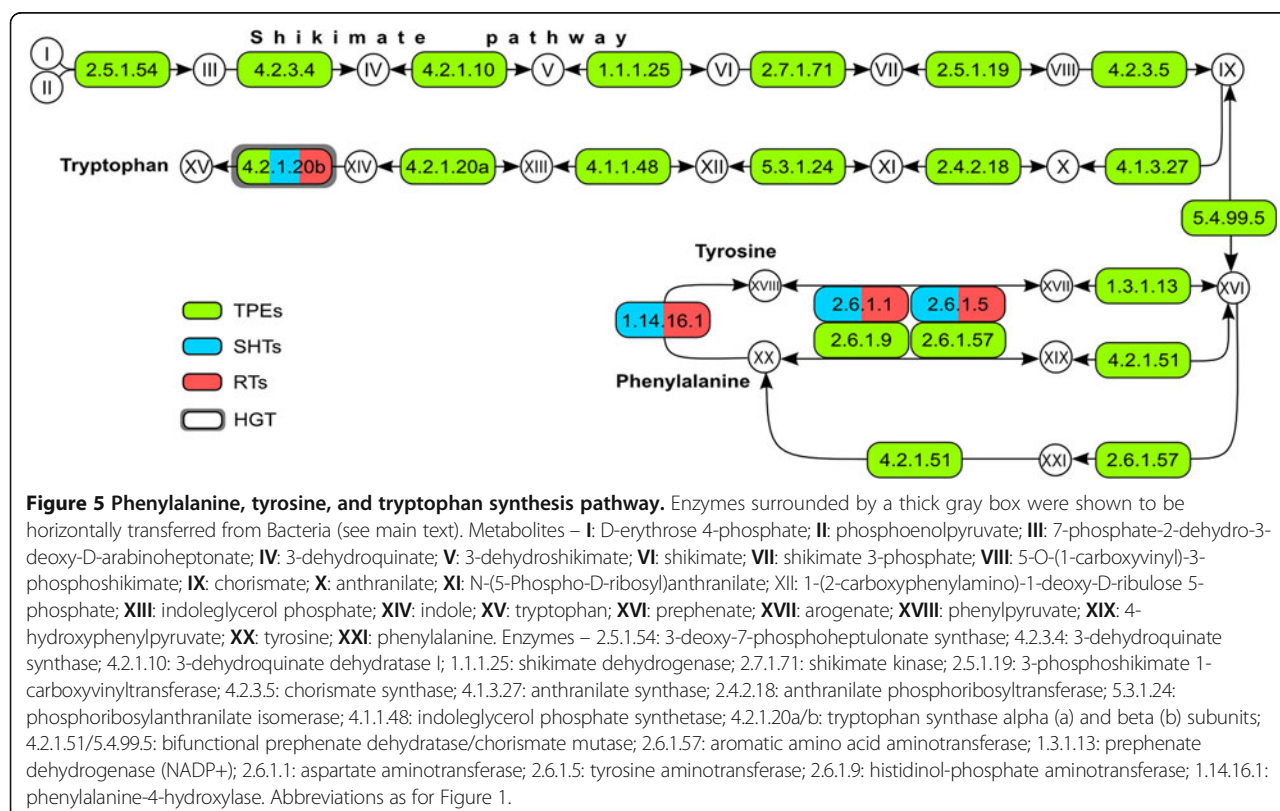 Shikimate pathway
I
II
2.5.1.54
III
4.2.3.4
IV
4.2.1.10
V
1.1.1.25
VI
2.7.1.71
VII
2.5.1.19
VIII
4.2.3.5
IX
Tryptophan
XV
4.2.1.20b
XIV
4.2.1.20a
XIII
4.1.1.48
XII
5.3.1.24
XI
2.4.2.18
X
4.1.3.27
5.4.99.5
Tyrosine
XVIII
2.6.1.1
2.6.1.5
XVII
1.3.1.13
XVI
1.14.16.1
2.6.1.9
2.6.1.57
XX
XIX
4.2.1.51
Phenylalanine
4.2.1.51
XXI
2.6.1.57
TPEs
SHTs
RTs
HGT
Figure 5 Phenylalanine, tyrosine, and tryptophan synthesis pathway. Enzymes surrounded by a thick gray box were shown to be
horizontally transferred from Bacteria (see main text). Metabolites – I: D-erythrose 4-phosphate; II: phosphoenolpyruvate; III: 7-phosphate-2-dehydro-3-
deoxy-D-arabinoheptonate; IV: 3-dehydroquinate; V: 3-dehydroshikimate; VI: shikimate; VII: shikimate 3-phosphate; VIII: 5-O-(1-carboxyvinyl)-3-
phosphoshikimate; IX: chorismate; X: anthranilate; XI: N-(5-Phospho-D-ribosyl)anthranilate; XII: 1-(2-carboxyphenylamino)-1-deoxy-D-ribulose 5-
phosphate; XIII: indoleglycerol phosphate; XIV: indole; XV: tryptophan; XVI: prephenate; XVII: arogenate; XVIII: phenylpyruvate; XIX: 4-
hydroxyphenylpyruvate; XX: tyrosine; XXI: phenylalanine. Enzymes – 2.5.1.54: 3-deoxy-7-phosphoheptulonate synthase; 4.2.3.4: 3-dehydroquinate
synthase; 4.2.1.10: 3-dehydroquinate dehydratase I; 1.1.1.25: shikimate dehydrogenase; 2.7.1.71: shikimate kinase; 2.5.1.19: 3-phosphoshikimate 1-
carboxyvinyltransferase; 4.2.3.5: chorismate synthase; 4.1.3.27: anthranilate synthase; 2.4.2.18: anthranilate phosphoribosyltransferase; 5.3.1.24:
phosphoribosylanthranilate isomerase; 4.1.1.48: indoleglycerol phosphate synthetase; 4.2.1.20a/b: tryptophan synthase alpha (a) and beta (b) subunits;
4.2.1.51/5.4.99.5: bifunctional prephenate dehydratase/chorismate mutase; 2.6.1.57: aromatic amino acid aminotransferase; 1.3.1.13: prephenate
dehydrogenase (NADP+); 2.6.1.1: aspartate aminotransferase; 2.6.1.5: tyrosine aminotransferase; 2.6.1.9: histidinol-phosphate aminotransferase; 1.14.16.1:
phenylalanine-4-hydroxylase. Abbreviations as for Figure 1.